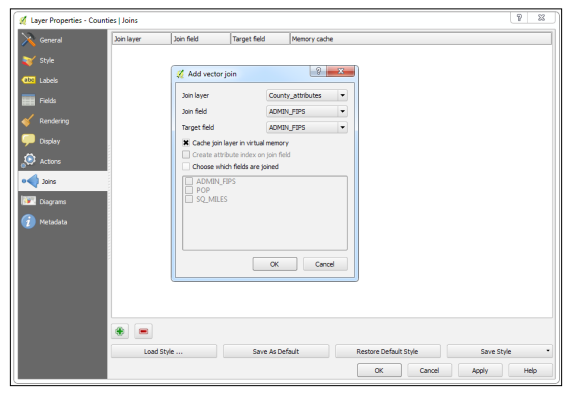 Layer Properties - Counties | Joins
General
Style
abc Labels
Fields
Rendering
Display
Actions
Joins
Diagrams
Metadata
Join layer Join field Target field Memory cache
Add vector join
Join layer County_attributes
Join field ADMIN_FIPS
Target field ADMIN_FIPS
Cache join layer in virtual memory
Create attribute index on join field
Choose which fields are joined
ADMIN_FIPS
POP
SQ_MILES
OK Cancel
Load Style ... Save As Default Restore Default Style Save Style
OK Cancel Apply Help